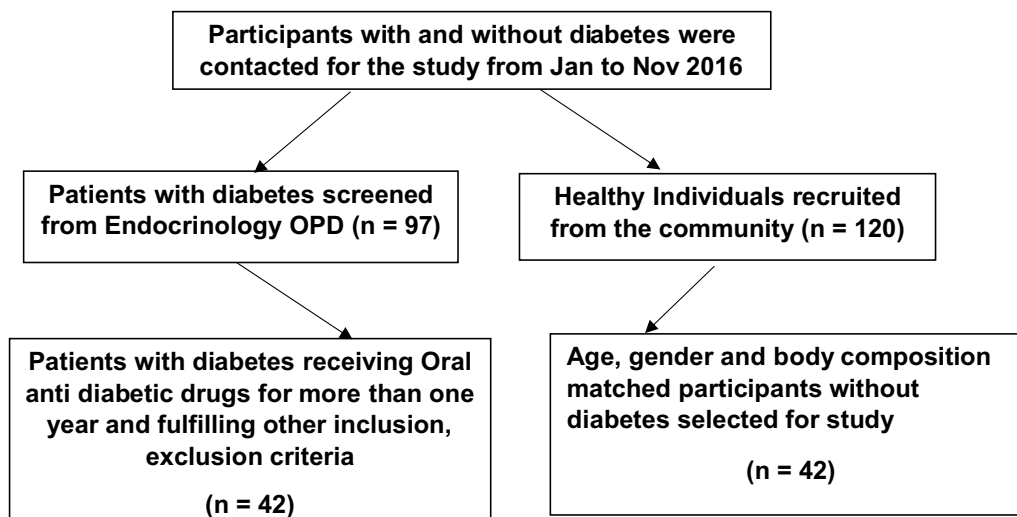 Participants with and without diabetes were
contacted for the study from Jan to Nov 2016
Patients with diabetes screened
from Endocrinology OPD (n = 97)
Healthy Individuals recruited
from the community (n = 120)
Patients with diabetes receiving Oral
anti diabetic drugs for more than one
year and fulfilling other inclusion,
exclusion criteria
(n = 42)
Age, gender and body composition
matched participants without
diabetes selected for study
(n = 42)